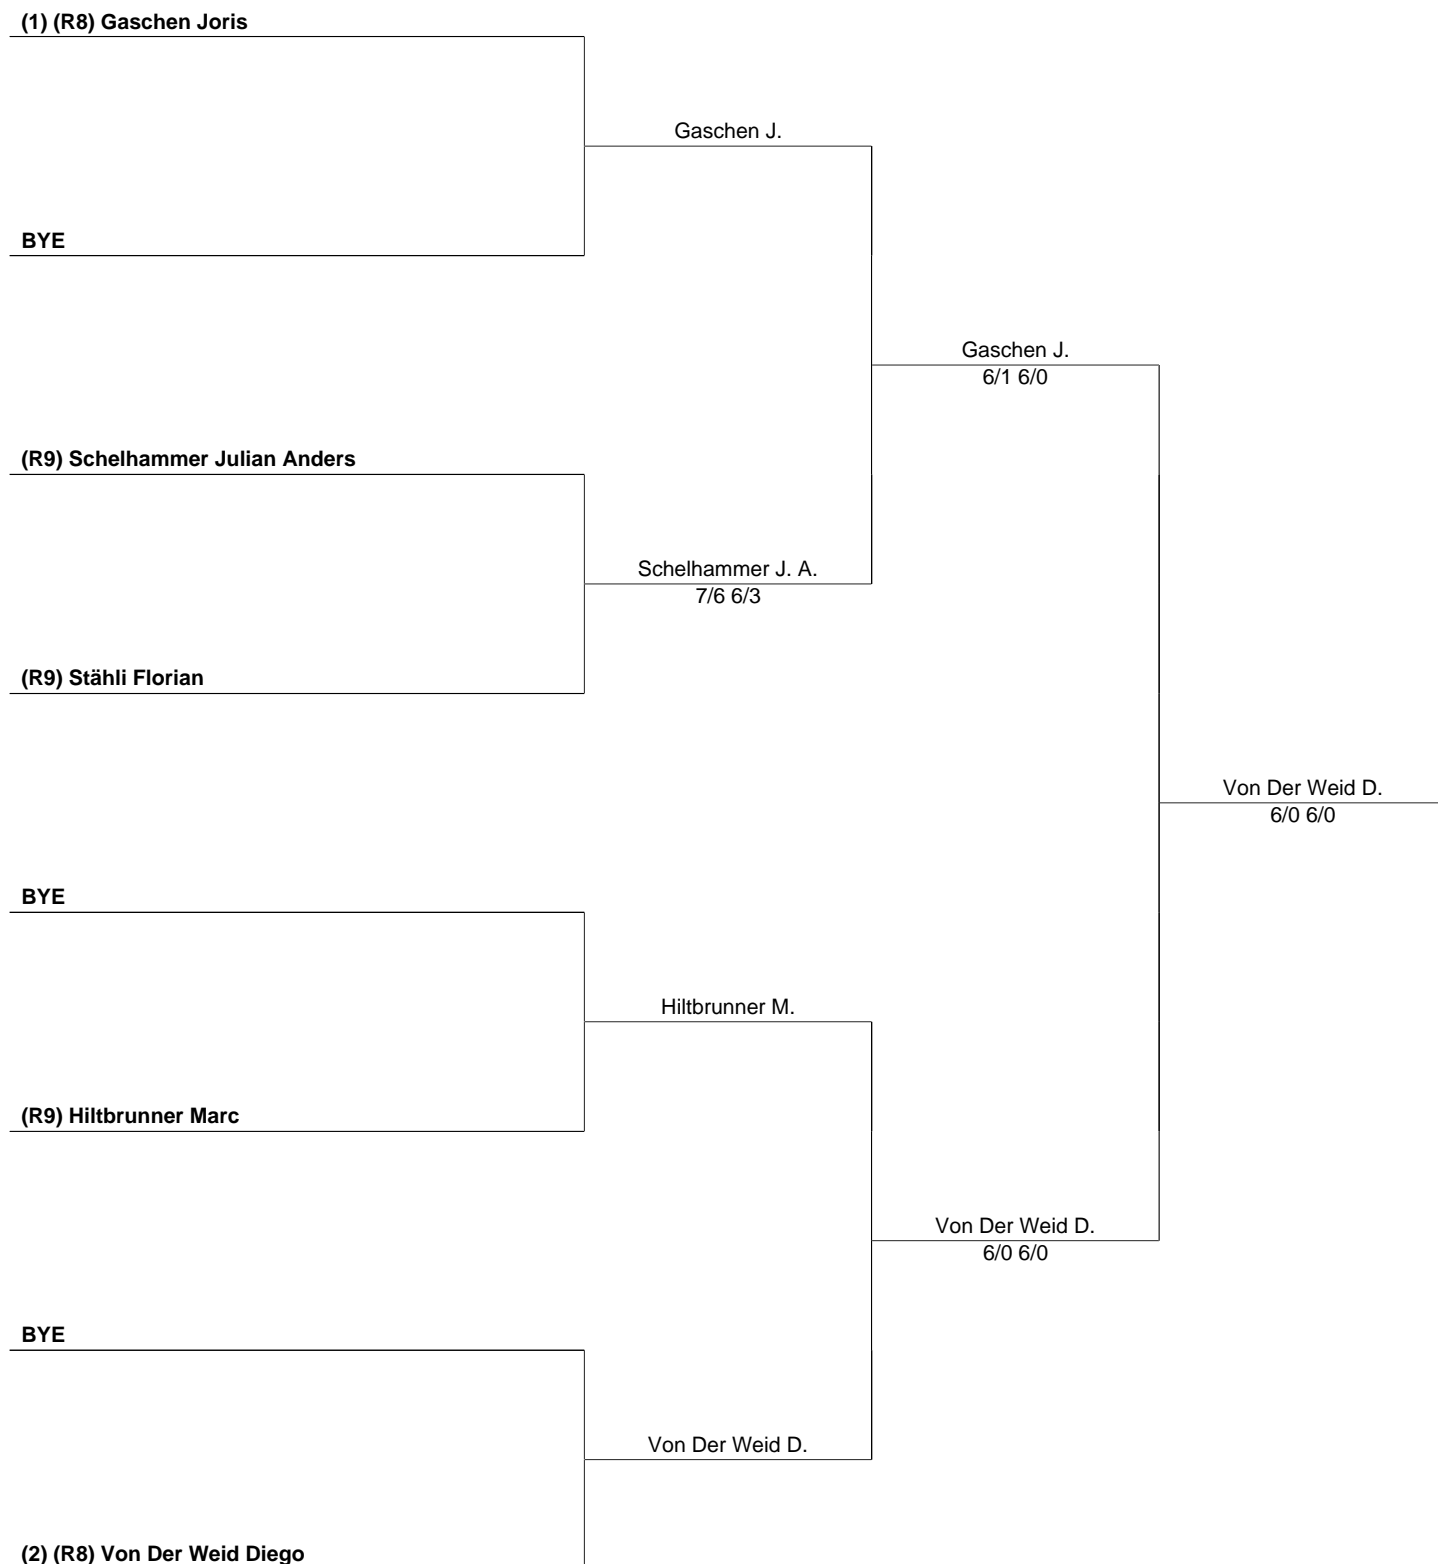 (1) (R8) Gaschen Joris
Gaschen J.
BYE
Gaschen J.
6/1 6/0
(R9) Schelhammer Julian Anders
Schelhammer J. A.
7/6 6/3
(R9) Stähli Florian
Von Der Weid D.
6/0 6/0
BYE
Hiltbrunner M.
(R9) Hiltbrunner Marc
Von Der Weid D.
6/0 6/0
BYE
Von Der Weid D.
(2) (R8) Von Der Weid Diego